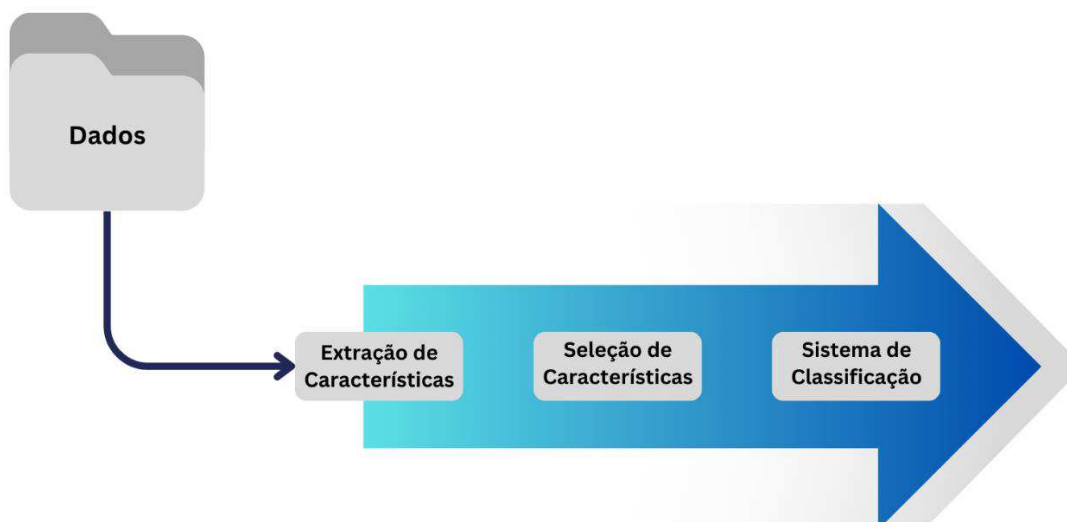 Dados
Extração de
Características
Seleção de
Características
Sistema de
Classificação